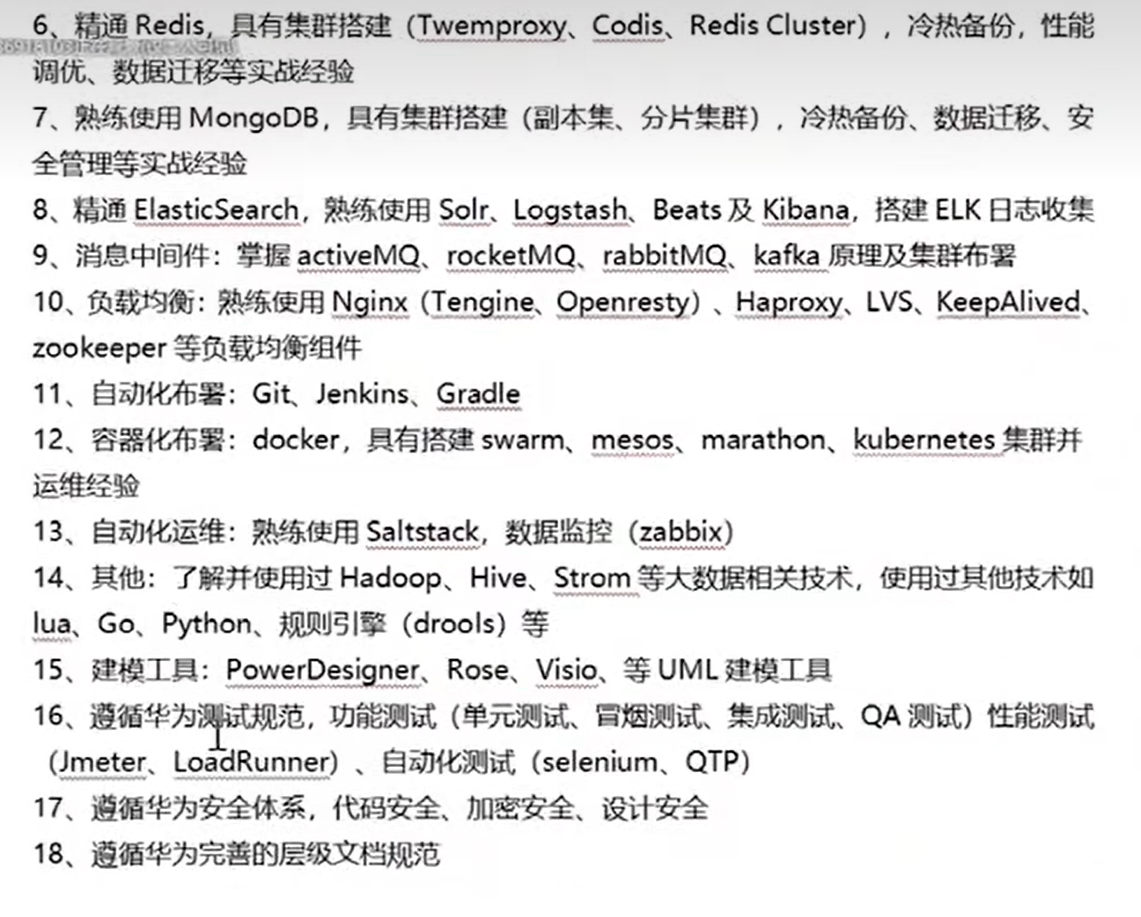 6、精通 Redis，具有集群搭建（Twemproxy、Codis、Redis Cluster），冷热备份，性能
调优、数据迁移等实战经验
7、熟练使用 MongoDB，具有集群搭建（副本集、分片集群），冷热备份、数据迁移、安
全管理等实战经验
8、精通 ElasticSearch，熟练使用 Solr、Logstash、Beats 及 Kibana，搭建 ELK 日志收集
9、消息中间件：掌握 activeMQ、rocketMQ、rabbitMQ、kafka 原理及集群布署
10、负载均衡：熟练使用 Nginx（Tengine、Openresty）、Haproxy、LVS、KeepAlived、
zookeeper 等负载均衡组件
11、自动化布署：Git、Jenkins、Gradle
12、容器化布署：docker，具有搭建 swarm、mesos、marathon、kubernetes 集群并
运维经验
13、自动化运维：熟练使用 Saltstack，数据监控（zabbix）
14、其他：了解并使用过 Hadoop、Hive、Strom 等大数据相关技术，使用过其他技术如
lua、Go、Python、规则引擎（drools）等
15、建模工具：PowerDesigner、Rose、Visio、等 UML 建模工具
16、遵循华为测试规范，功能测试（单元测试、冒烟测试、集成测试、QA 测试）性能测试
（Jmeter、LoadRunner）、自动化测试（selenium、QTP）
17、遵循华为安全体系，代码安全、加密安全、设计安全
18、遵循华为完善的层级文档规范